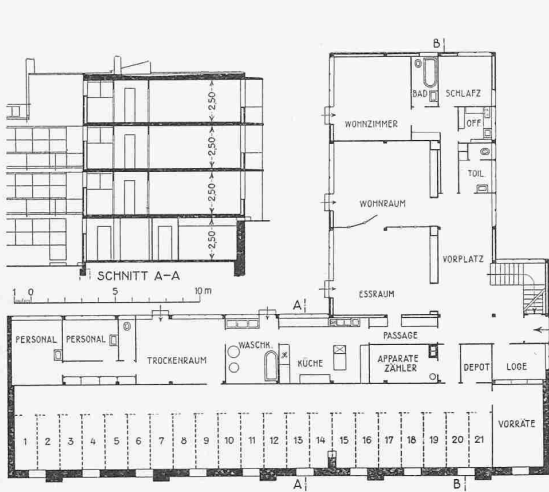 B
BAD
SCHLAFZ
WOHNZIMMER
OFF
TOIL
WOHNRAUM
VORPLATZ
ESSRAUM
2,50
2,50
2,50
2,50
SCHNITT A-A
1 0 5 10 m
A
PERSONAL
PERSONAL
TROCKENRAUM
WASCHK.
KÜCHE
PASSAGE
APPARATE
ZÄHLER
DEPOT
LOGE
1 2 3 4 5 6 7 8 9 10 11 12 13 14 15 16 17 18 19 20 21
VORRÄTE
A
B